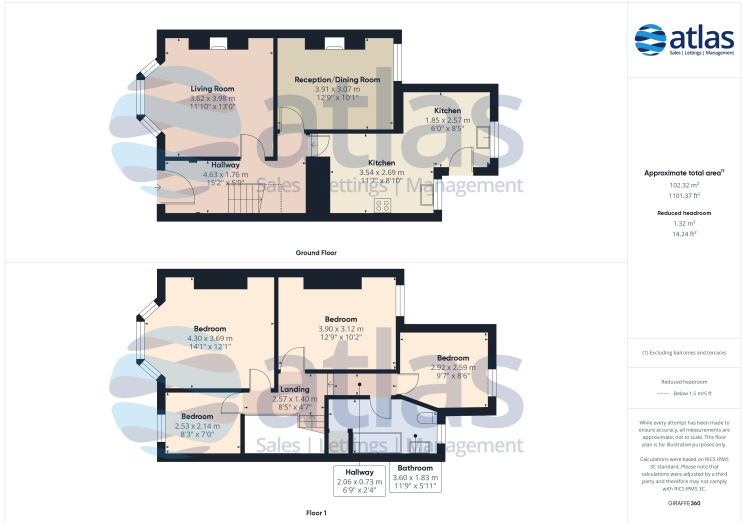 atlas
Sales | Lettings | Management
Living Room
3.62 x 3.98 m
11'10" x 13'0"
Reception/Dining Room
3.91 x 3.07 m
12'9" x 10'1"
Kitchen
1.85 x 2.57 m
6'0" x 8'5"
Hallway
4.63 x 1.76 m
15'2" x 5'9"
Kitchen
3.54 x 2.69 m
11'7" x 8'10"
atlas
Sales | Lettings | Management
Ground Floor
Bedroom
4.30 x 3.69 m
14'1" x 12'1"
Bedroom
3.90 x 3.12 m
12'9" x 10'2"
Bedroom
2.92 x 2.59 m
9'7" x 8'6"
Landing
2.57 x 1.40 m
8'5" x 4'7"
Bedroom
2.53 x 2.14 m
8'3" x 7'0"
atlas
Sales | Lettings | Management
Hallway
2.06 x 0.73 m
6'9" x 2'4"
Bathroom
3.60 x 1.83 m
11'9" x 5'11"
Floor 1
Approximate total area(1)
102.32 m²
1101.37 ft²
Reduced headroom
1.32 m²
14.24 ft²
(1) Excluding balconies and terraces
Reduced headroom
Below 1.5 m/5 ft
While every attempt has been made to
ensure accuracy, all measurements are
approximate, not to scale. This floor
plan is for illustrative purposes only.
Calculations were based on RICS IPMS
3C standard. Please note that
calculations were adjusted by a third
party and therefore may not comply
with RICS IPMS 3C.
GIRAFFE360